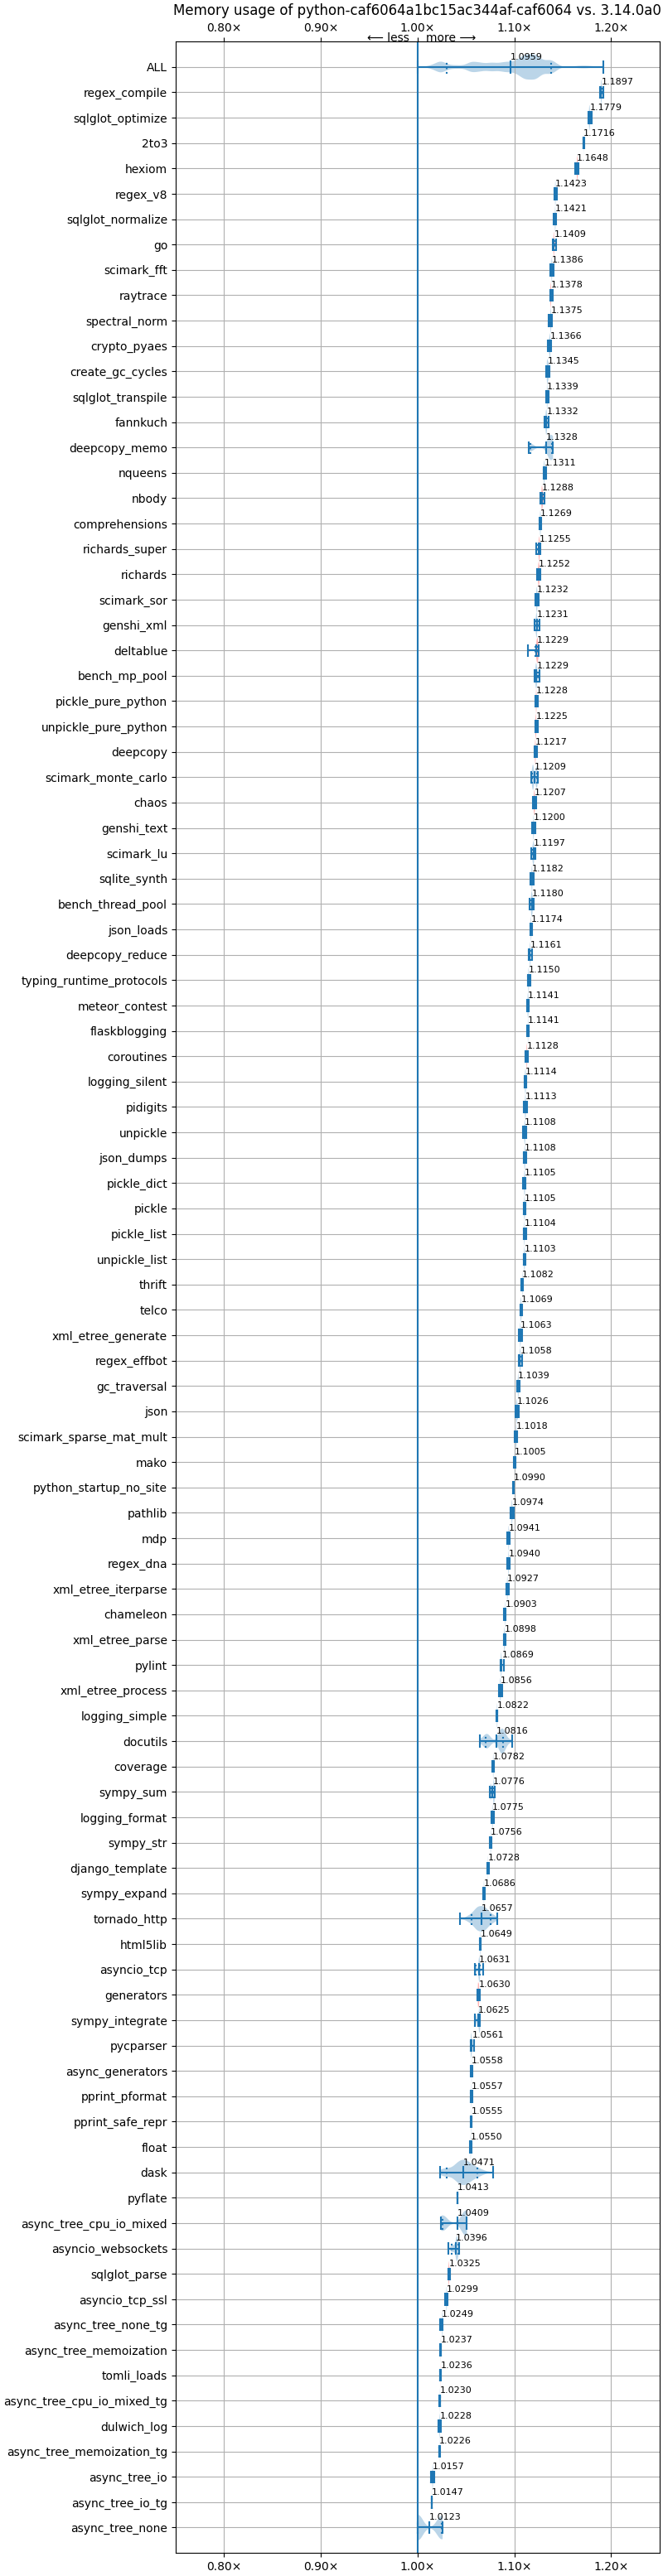 Memory usage of python-caf6064a1bc15ac344af-caf6064 vs. 3.14.0a0
0.80× 0.90× 1.00× 1.10× 1.20×
⟵ less more ⟶
ALL 1.0959
regex_compile 1.1897
sqlglot_optimize 1.1779
2to3 1.1716
hexiom 1.1648
regex_v8 1.1423
sqlglot_normalize 1.1421
go 1.1409
scimark_fft 1.1386
raytrace 1.1378
spectral_norm 1.1375
crypto_pyaes 1.1366
create_gc_cycles 1.1345
sqlglot_transpile 1.1339
fannkuch 1.1332
deepcopy_memo 1.1328
nqueens 1.1311
nbody 1.1288
comprehensions 1.1269
richards_super 1.1255
richards 1.1252
scimark_sor 1.1232
genshi_xml 1.1231
deltablue 1.1229
bench_mp_pool 1.1229
pickle_pure_python 1.1228
unpickle_pure_python 1.1225
deepcopy 1.1217
scimark_monte_carlo 1.1209
chaos 1.1207
genshi_text 1.1200
scimark_lu 1.1197
sqlite_synth 1.1182
bench_thread_pool 1.1180
json_loads 1.1174
deepcopy_reduce 1.1161
typing_runtime_protocols 1.1150
meteor_contest 1.1141
flaskblogging 1.1141
coroutines 1.1128
logging_silent 1.1114
pidigits 1.1113
unpickle 1.1108
json_dumps 1.1108
pickle_dict 1.1105
pickle 1.1105
pickle_list 1.1104
unpickle_list 1.1103
thrift 1.1082
telco 1.1069
xml_etree_generate 1.1063
regex_effbot 1.1058
gc_traversal 1.1039
json 1.1026
scimark_sparse_mat_mult 1.1018
mako 1.1005
python_startup_no_site 1.0990
pathlib 1.0974
mdp 1.0941
regex_dna 1.0940
xml_etree_iterparse 1.0927
chameleon 1.0903
xml_etree_parse 1.0898
pylint 1.0869
xml_etree_process 1.0856
logging_simple 1.0822
docutils 1.0816
coverage 1.0782
sympy_sum 1.0776
logging_format 1.0775
sympy_str 1.0756
django_template 1.0728
sympy_expand 1.0686
tornado_http 1.0657
html5lib 1.0649
asyncio_tcp 1.0631
generators 1.0630
sympy_integrate 1.0625
pycparser 1.0561
async_generators 1.0558
pprint_pformat 1.0557
pprint_safe_repr 1.0555
float 1.0550
dask 1.0471
pyflate 1.0413
async_tree_cpu_io_mixed 1.0409
asyncio_websockets 1.0396
sqlglot_parse 1.0325
asyncio_tcp_ssl 1.0299
async_tree_none_tg 1.0249
async_tree_memoization 1.0237
tomli_loads 1.0236
async_tree_cpu_io_mixed_tg 1.0230
dulwich_log 1.0228
async_tree_memoization_tg 1.0226
async_tree_io 1.0157
async_tree_io_tg 1.0147
async_tree_none 1.0123
0.80× 0.90× 1.00× 1.10× 1.20×